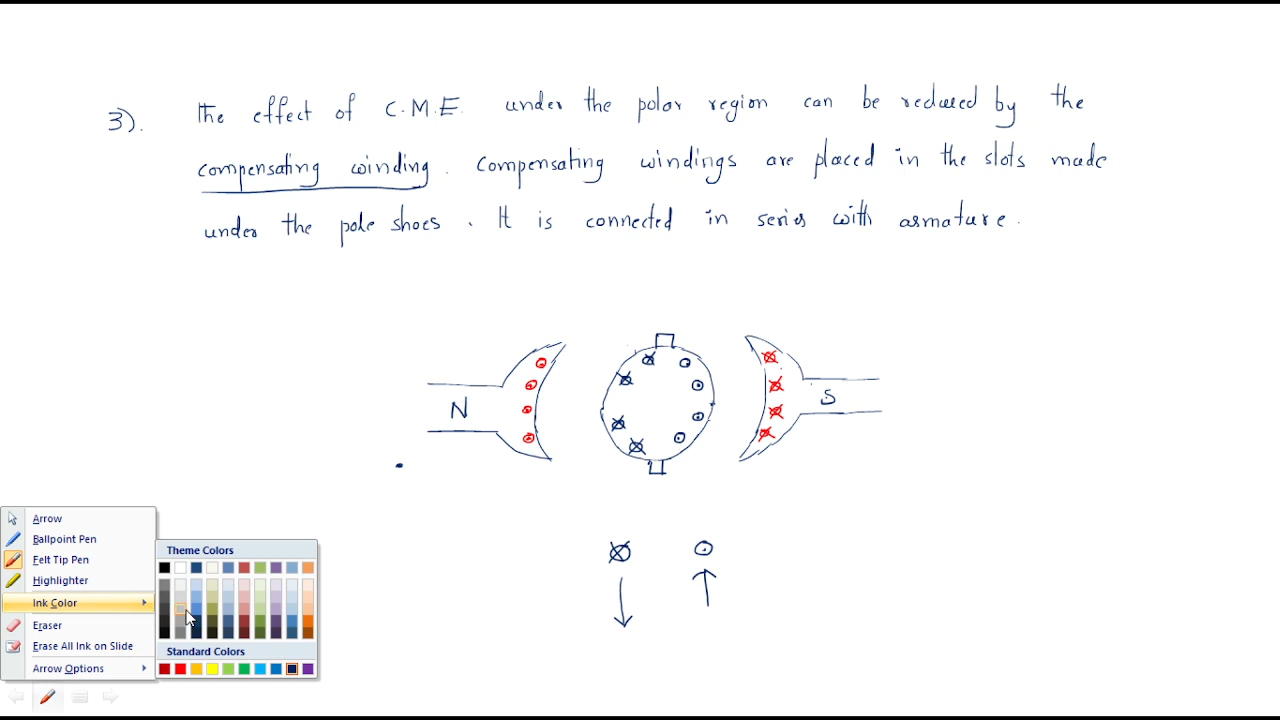 3). The effect of C.M.E. under the polar region can be reduced by the
compensating winding. Compensating windings are placed in the slots made
under the pole shoes. It is connected in series with armature.
N
S
Arrow
Ballpoint Pen
Felt Tip Pen
Highlighter
Ink Color
Eraser
Erase All Ink on Slide
Arrow Options
Theme Colors
Standard Colors